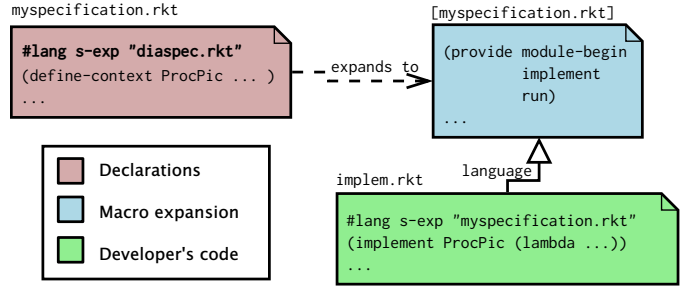 myspecification.rkt
#lang s-exp "diaspec.rkt"
(define-context ProcPic ... )
...
expands to
[myspecification.rkt]
(provide module-begin
implement
run)
...
language
Declarations
Macro expansion
Developer's code
implem.rkt
#lang s-exp "myspecification.rkt"
(implement ProcPic (lambda ...))
...